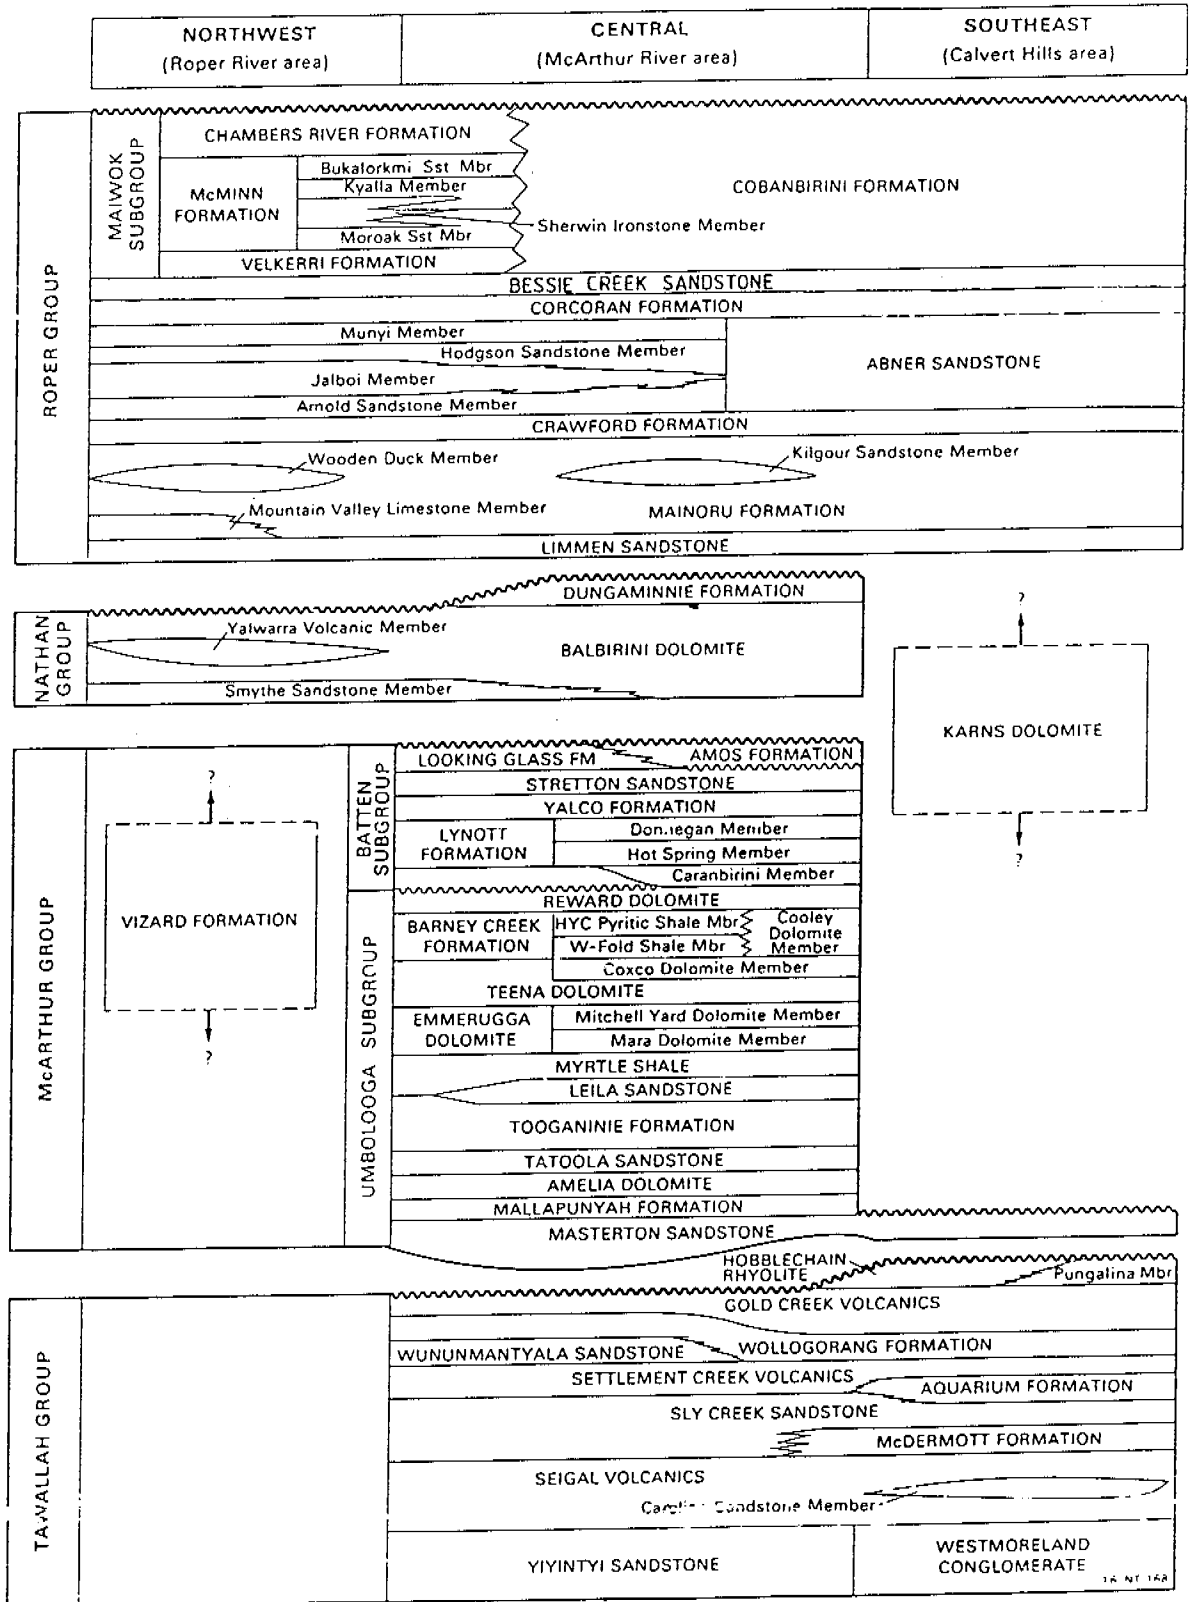 NORTHWEST
(Roper River area)
CENTRAL
(McArthur River area)
SOUTHEAST
(Calvert Hills area)
ROPER GROUP
MAIWOK
SUBGROUP
CHAMBERS RIVER FORMATION
McMINN
FORMATION
Bukalorkmi Sst Mbr
Kyalla Member
Sherwin Ironstone Member
Moroak Sst Mbr
VELKERRI FORMATION
COBANBIRINI FORMATION
BESSIE CREEK SANDSTONE
CORCORAN FORMATION
Munyi Member
Hodgson Sandstone Member
Jalboi Member
Arnold Sandstone Member
ABNER SANDSTONE
CRAWFORD FORMATION
Wooden Duck Member
Kilgour Sandstone Member
Mountain Valley Limestone Member
MAINORU FORMATION
LIMMEN SANDSTONE
NATHAN
GROUP
DUNGAMINNIE FORMATION
Yalwarra Volcanic Member
BALBIRINI DOLOMITE
Smythe Sandstone Member
?
KARNS DOLOMITE
?
McARTHUR GROUP
?
VIZARD FORMATION
?
BATTEN
SUBGROUP
LOOKING GLASS FM
AMOS FORMATION
STRETTON SANDSTONE
YALCO FORMATION
LYNOTT
FORMATION
Donnegan Member
Hot Spring Member
Caranbirini Member
UMBOLOOGA SUBGROUP
REWARD DOLOMITE
BARNEY CREEK
FORMATION
HYC Pyritic Shale Mbr
W-Fold Shale Mbr
Cooley
Dolomite
Member
Coxco Dolomite Member
TEENA DOLOMITE
EMMERUGGA
DOLOMITE
Mitchell Yard Dolomite Member
Mara Dolomite Member
MYRTLE SHALE
LEILA SANDSTONE
TOOGANINIE FORMATION
TATOOLA SANDSTONE
AMELIA DOLOMITE
MALLAPUNYAH FORMATION
MASTERTON SANDSTONE
TAWALLAH GROUP
HOBBLECHAIN
RHYOLITE
Pungalina Mbr
GOLD CREEK VOLCANICS
WUNUNMANTYALA SANDSTONE
WOLLOGORANG FORMATION
SETTLEMENT CREEK VOLCANICS
AQUARIUM FORMATION
SLY CREEK SANDSTONE
McDERMOTT FORMATION
SEIGAL VOLCANICS
Sandstone Member
YIYINTYI SANDSTONE
WESTMORELAND
CONGLOMERATE
16 NT 168